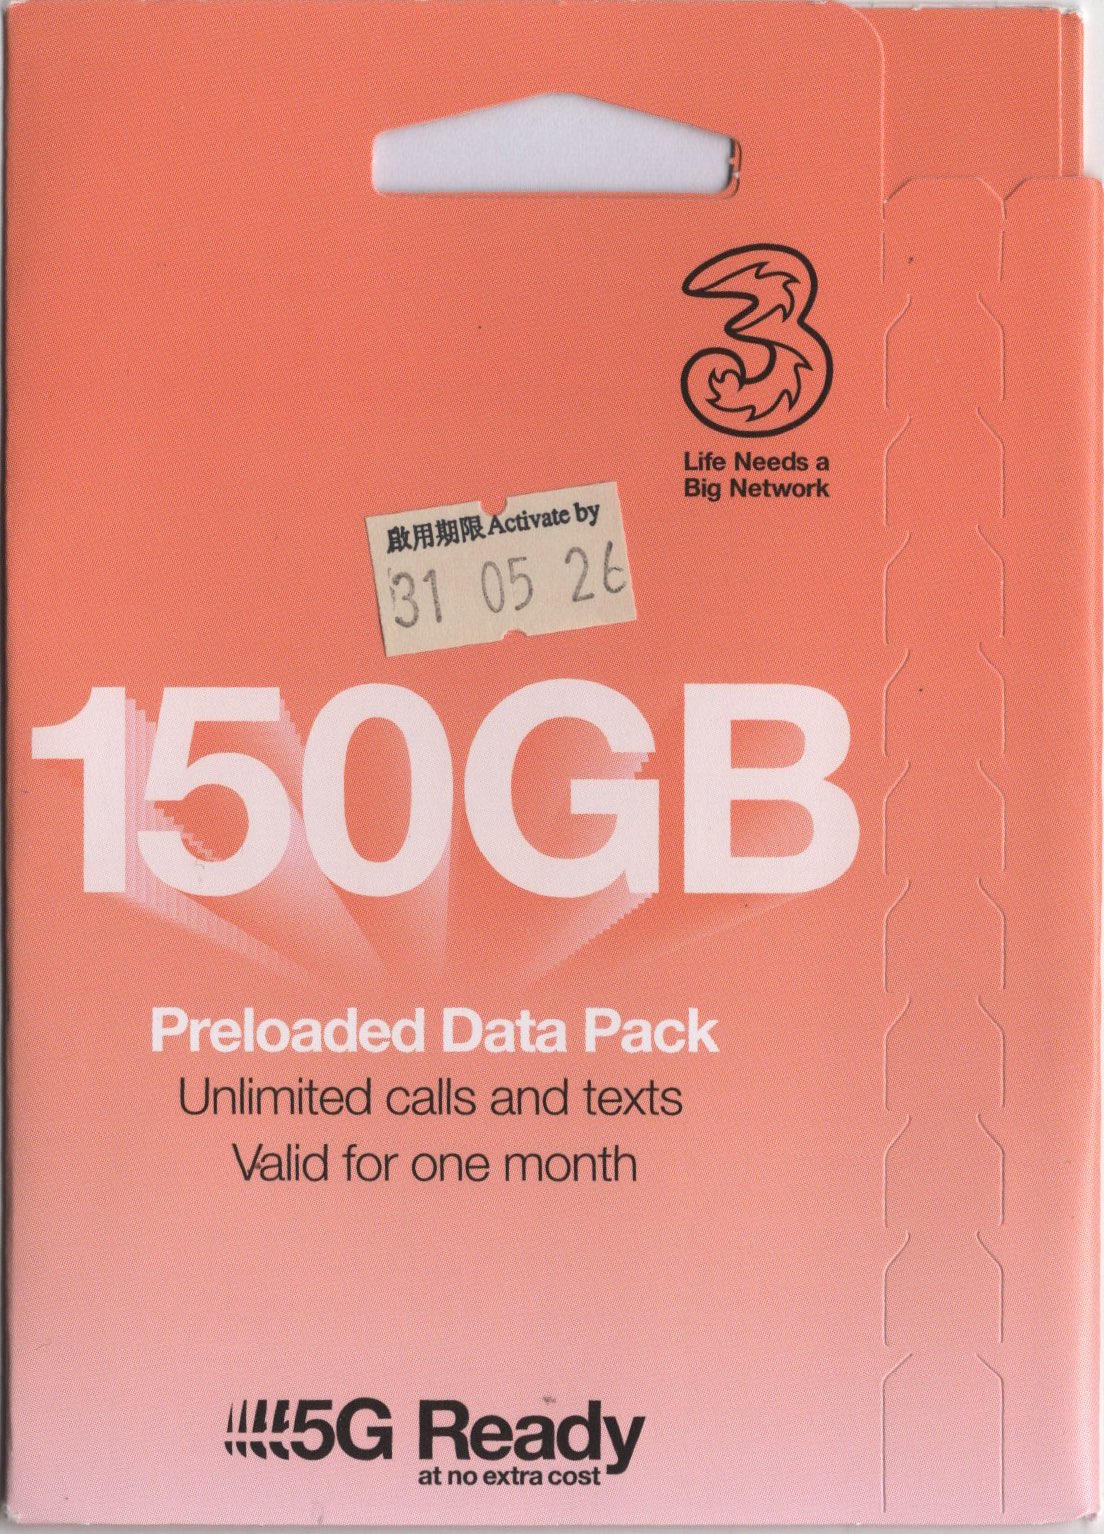 3
Life Needs a
Big Network
啟用期限 Activate by
31 05 26
150GB
Preloaded Data Pack
Unlimited calls and texts
Valid for one month
5G Ready
at no extra cost